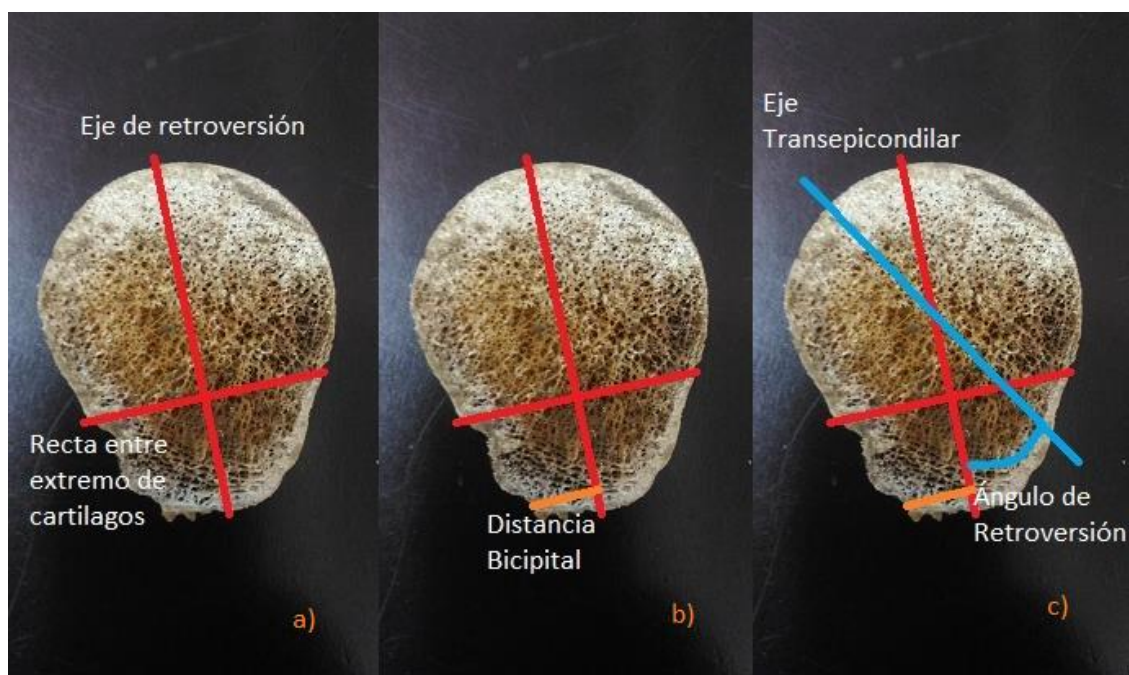 Eje de retroversión
Recta entre
extremo de
cartilagos
a)
Distancia
Bicipital
b)
Eje
Transepicondilar
Ángulo de
Retroversión
c)